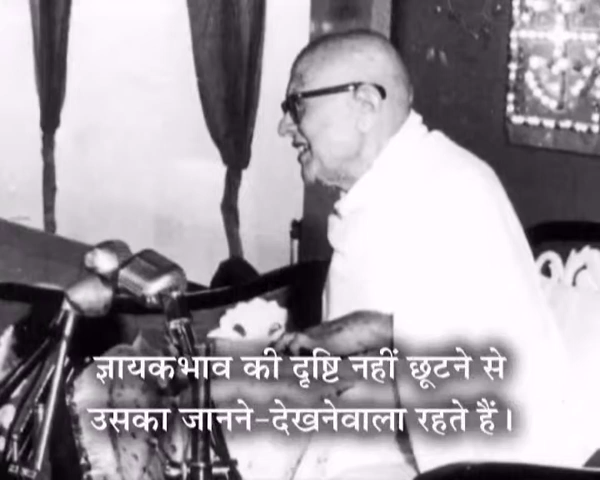 ज्ञायकभाव की दृष्टि नहीं छूटने से
उसका जानने-देखनेवाला रहते हैं।